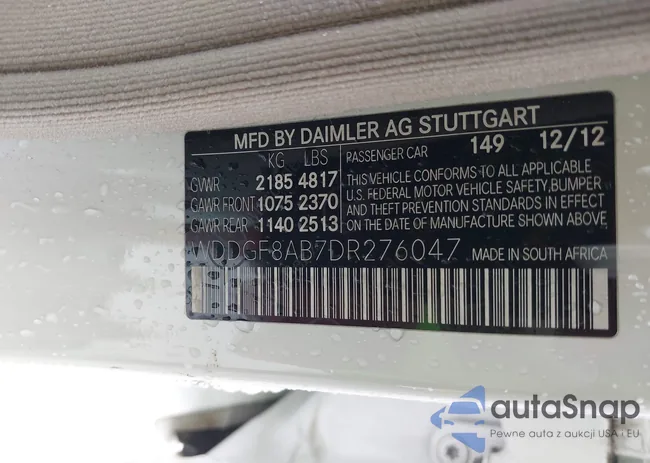 MFD BY DAIMLER AG STUTTGART
KG LBS
GVWR 2185 4817
GAWR FRONT 1075 2370
GAWR REAR 1140 2513
PASSENGER CAR 149 12/12
THIS VEHICLE CONFORMS TO ALL APPLICABLE
U.S. FEDERAL MOTOR VEHICLE SAFETY, BUMPER
AND THEFT PREVENTION STANDARDS IN EFFECT
ON THE DATE OF MANUFACTURE SHOWN ABOVE
WDDGF8AB7DR276047 MADE IN SOUTH AFRICA
autaSnap
Pewne auta z aukcji USA i EU